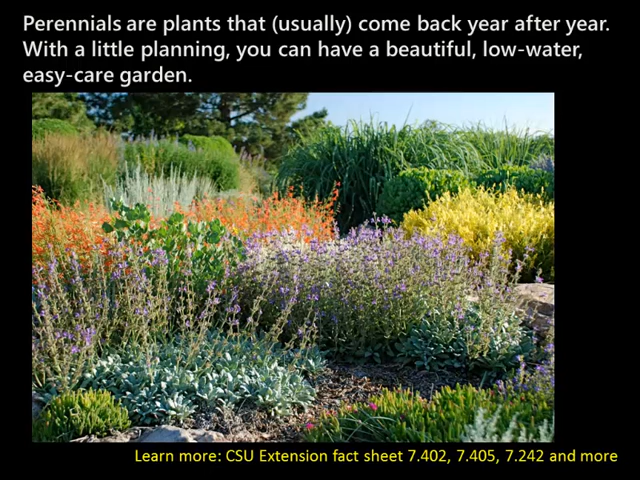 Perennials are plants that (usually) come back year after year.
With a little planning, you can have a beautiful, low-water,
easy-care garden.
Learn more: CSU Extension fact sheet 7.402, 7.405, 7.242 and more